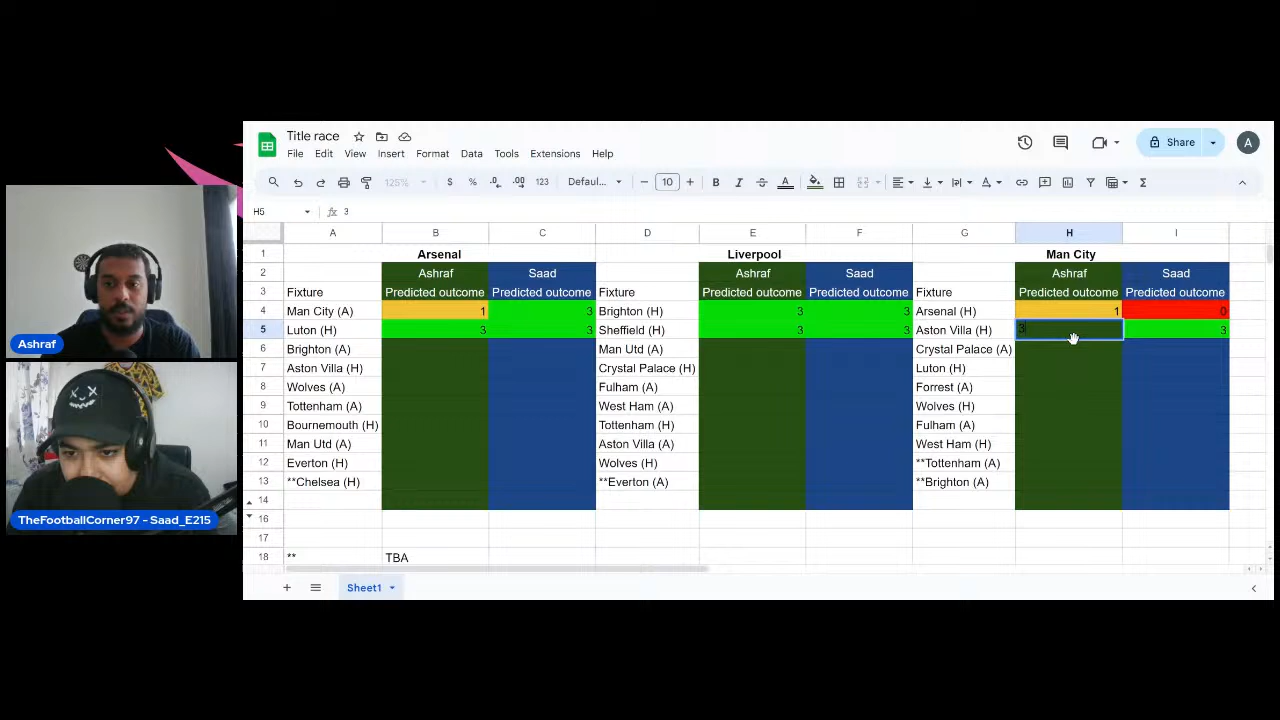 Title race
File Edit View Insert Format Data Tools Extensions Help
Share
A
125% $ % .0 .00 123 Defaul... 10 B I A
H5 fx 3
A B C D E F G H I
1 Arsenal Liverpool Man City
2 Ashraf Saad Ashraf Saad Ashraf Saad
3 Fixture Predicted outcome Predicted outcome Fixture Predicted outcome Predicted outcome Fixture Predicted outcome Predicted outcome
4 Man City (A) 1 3 Brighton (H) 3 3 Arsenal (H) 1 0
5 Luton (H) 3 3 Sheffield (H) 3 3 Aston Villa (H) 3 3
6 Brighton (A) Man Utd (A) Crystal Palace (A)
7 Aston Villa (H) Crystal Palace (H) Luton (H)
8 Wolves (A) Fulham (A) Forrest (A)
9 Tottenham (A) West Ham (A) Wolves (H)
10 Bournemouth (H) Tottenham (H) Fulham (A)
11 Man Utd (A) Aston Villa (A) West Ham (H)
12 Everton (H) Wolves (H) **Tottenham (A)
13 **Chelsea (H) **Everton (A) **Brighton (A)
14
16
17
18 ** TBA
Sheet1
Ashraf
TheFootballCorner97 - Saad_E215